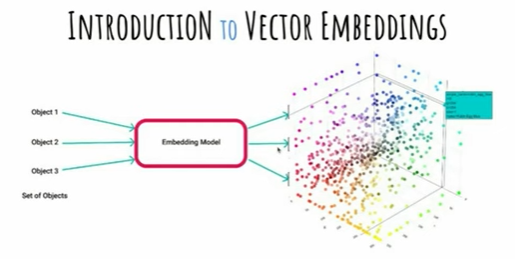 INTRODUCTION TO VECTOR EMBEDDINGS
Object 1
Object 2
Object 3
Embedding Model
Set of Objects